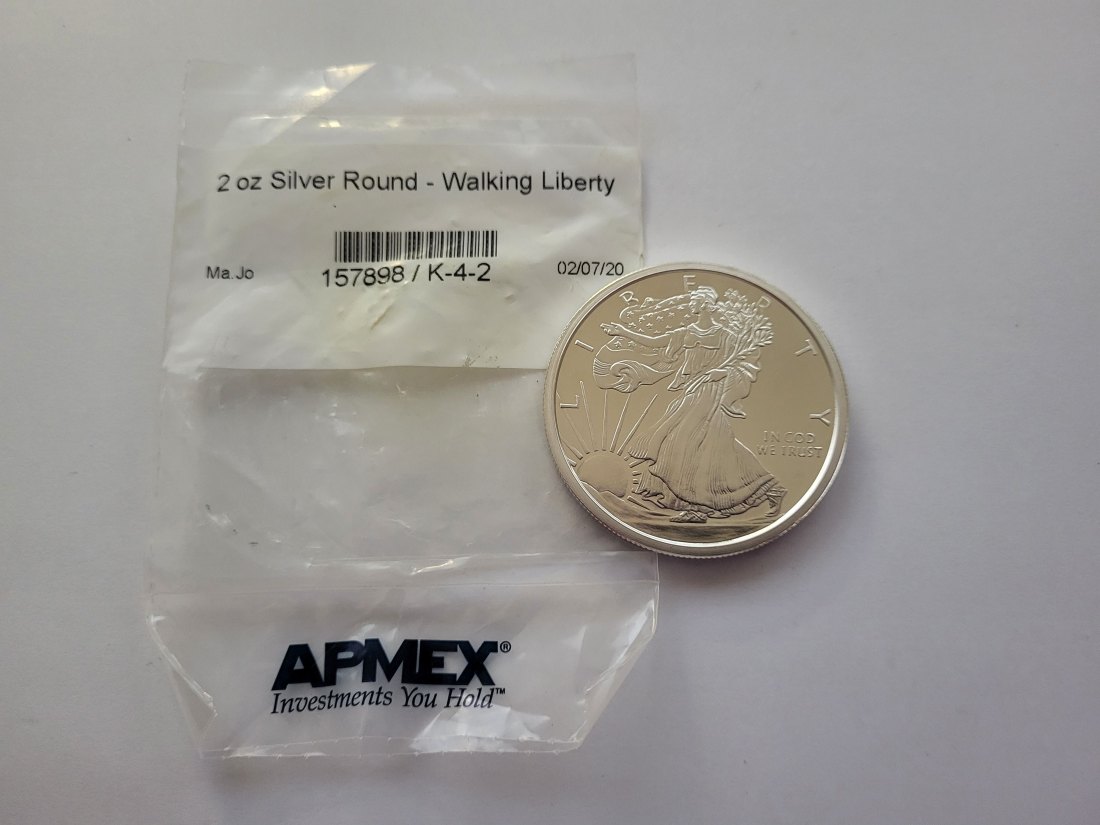 2 oz Silver Round - Walking Liberty
Ma.Jo
157898 / K-4-2
02/07/20
LIBERTY
IN GOD
WE TRUST
APMEX®
Investments You Hold™